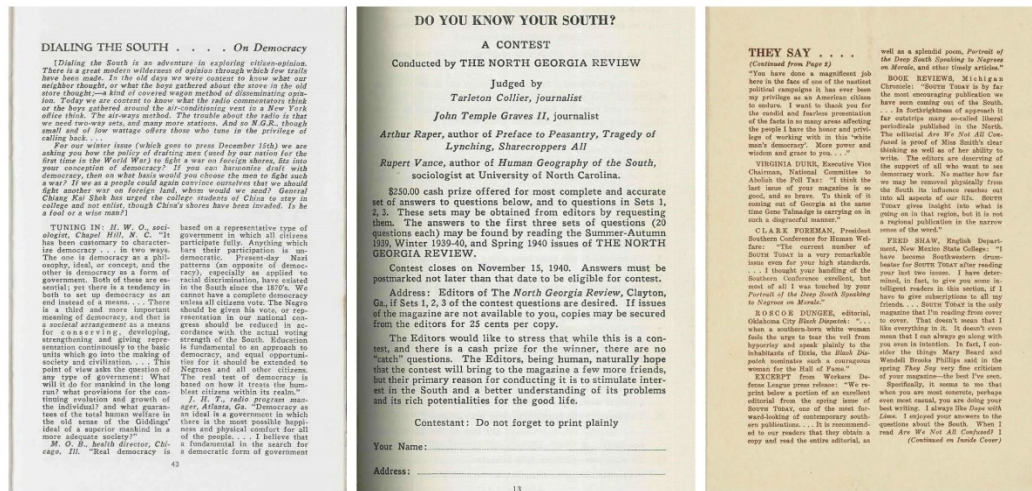 DIALING THE SOUTH . . . . On Democracy
[Dialing the South is an adventure in exploring citizen-opinion.
There is a great modern wilderness of opinion through which few trails
have been made. In the old days we were content to know what our
neighbor thought, or what the boys gathered about the store in the old
store thought;—a kind of covered wagon method of disseminating opin-
ion. Today we are content to know what the radio commentators think
or the boys gathered around the air-conditioning vent in a New York
office think. The air-ways method. The trouble about the radio is that
we need two-way sets, and many more stations. And so N.G.R., though
small and of low wattage offers those who tune in the privilege of
calling back. . . .
For our winter issue (which goes to press December 15th) we are
asking you how the policy of drafting men (used by our nation for the
first time in the World War) to fight a war on foreign shores, fits into
your conception of democracy? If you can harmonize draft with
democracy, then on what basis would you choose the men to fight such
a war? If we as a people could again convince ourselves that we should
fight another war on foreign land, whom would we send? General
Chiang Kai Shek has urged the college students of China to stay in
college and not enlist, though China's shores have been invaded. Is he
a fool or a wise man?]
TUNING IN: H. W. O., soci-
ologist, Chapel Hill, N. C. "It
has been customary to character-
ize democracy . . . in two ways.
The one is democracy as a phil-
osophy, ideal, or concept, and the
other is democracy as a form of
government. Both of these are es-
sential; yet there is a tendency in
both to set up democracy as an
end instead of a means. . . . There
is a third and more important
meaning of democracy, and that is
a societal arrangement as a means
for conserving, developing,
strengthening and giving repre-
sentation continuously to the basic
units which go into the making of
society and civilization. . . . This
point of view asks the question of
any type of government: What
will it do for mankind in the long
run? what provisions for the con-
tinuing evolution and growth of
the individual? and what guaran-
tees of the total human welfare in
the old sense of the Giddings'
ideal of a superior mankind in a
more adequate society?"
M. O. B., health director, Chi-
cago, Ill. "Real democracy is
based on a representative type of
government in which all citizens
participate fully. Anything which
bars their participation is un-
democratic. Present-day Nazi
patterns (an opposite of democ-
racy), especially as applied to
racial discrimination, have existed
in the South since the 1870's. We
cannot have a complete democracy
unless all citizens vote. The Negro
should be given his vote, or rep-
resentation in our national con-
gress should be reduced in ac-
cordance with the actual voting
strength of the South. Education
is fundamental to an approach to
democracy, and equal opportuni-
ties for it should be extended to
Negroes and all other citizens.
The real test of democracy is
based on how it treats the hum-
blest citizens within its realm."
J. H. T., radio program man-
ager, Atlanta, Ga. "Democracy as
an ideal is a government in which
there is the most possible happi-
ness and physical comfort for all
of the people. . . . I believe that
a fundamental in the search for
a democratic form of government
42
DO YOU KNOW YOUR SOUTH?
A CONTEST
Conducted by THE NORTH GEORGIA REVIEW
Judged by
Tarleton Collier, journalist
John Temple Graves II, journalist
Arthur Raper, author of Preface to Peasantry, Tragedy of
Lynching, Sharecroppers All
Rupert Vance, author of Human Geography of the South,
sociologist at University of North Carolina.
$250.00 cash prize offered for most complete and accurate
set of answers to questions below, and to questions in Sets 1,
2, 3. These sets may be obtained from editors by requesting
them. The answers to the first three sets of questions (20
questions each) may be found by reading the Summer-Autumn
1939, Winter 1939-40, and Spring 1940 issues of THE NORTH
GEORGIA REVIEW.
Contest closes on November 15, 1940. Answers must be
postmarked not later than that date to be eligible for contest.
Address: Editors of The North Georgia Review, Clayton,
Ga., if Sets 1, 2, 3 of the contest questions are desired. If issues
of the magazine are not available to you, copies may be secured
from the editors for 25 cents per copy.
The Editors would like to stress that while this is a con-
test, and there is a cash prize for the winner, there are no
"catch" questions. The Editors, being human, naturally hope
that the contest will bring to the magazine a few more friends,
but their primary reason for conducting it is to stimulate inter-
est in the South and a better understanding of its problems
and its rich potentialities for the good life.
Contestant: Do not forget to print plainly
Your Name:
Address:
13
THEY SAY . . . .
(Continued from Page 2)
"You have done a magnificent job
here in the face of one of the nastiest
political campaigns it has ever been
my privilege as an American citizen
to endure. I want to thank you for
the candid and fearless presentation
of the facts in so many areas affecting
the people I have the honor and privi-
lege of working with in this 'white
man's democracy'. More power and
wisdom and grace to you. . . ."
VIRGINIA DURR, Executive Vice
Chairman, National Committee to
Abolish the Poll Tax: "I think the
last issue of your magazine is so
good, and so brave. To think of is
coming out of Georgia at the same
time Gene Talmadge is carrying on in
such a disgraceful manner."
CLARK FOREMAN, President
Southern Conference for Human Wel-
fare: "The current number of
SOUTH TODAY is a very remarkable
issue even for your high standards.
. . . I thought your handling of the
Southern Conference excellent, but
most of all I was touched by your
Portrait of the Deep South Speaking
to Negroes on Morale."
ROSCOE DUNGEE, editorial,
Oklahoma City Black Dispatch: ". . .
when a southern-born white woman
feels the urge to tear the veil from
hypocrisy and speak plainly to the
inhabitants of Dixie, the Black Dis-
patch nominates such a courageous
woman for the Hall of Fame."
EXCERPT from Workers De-
fense League press release: "We re-
print below a portion of an excellent
editorial from the spring issue of
SOUTH TODAY, one of the most for-
ward-looking of contemporary south-
ern publications. . . . It is recommend-
ed to our readers that they obtain a
copy and read the entire editorial, as
well as a splendid poem, Portrait of
the Deep South Speaking to Negroes
on Morale, and other timely articles."
BOOK REVIEWS, Michigan
Chronicle: "SOUTH TODAY is by far
the most encouraging publication we
have seen coming out of the South.
. . . In forthrightness of approach it
far outstrips many so-called liberal
periodicals published in the North.
The editorial Are We Not All Con-
fused is proof of Miss Smith's clear
thinking as well as of her ability to
write. The editors are deserving of
the support of all who want to see
democracy work. No matter how far
we may be removed physically from
the South its influence reaches out
into all aspects of our life. SOUTH
TODAY gives insight into what is
going on in that region, but it is not
a regional publication in the narrow
sense of the word."
FRED SHAW, English Depart-
ment, New Mexico State College: "I
have become Southwestern drum-
beater for SOUTH TODAY after reading
your last two issues. I have deter-
mined, in fact, to give you some in-
telligent readers in this section, if I
have to give subscriptions to all my
friends. . . . SOUTH TODAY is the only
magazine that I'm reading from cover
to cover. That doesn't mean that I
like everything in it. It doesn't even
mean that I can always go along with
you even in intention. In fact, I con-
sider the things Mary Beard and
Wendell Brooks Phillips said in the
spring They Say very fine criticism
of your magazine—the best I've seen.
Specifically, it seems to me that
when you are most concrete, perhaps
even most casual, you are doing your
best writing. I always like Dope with
Lime. I enjoyed your answers to the
questions about the South. When I
read Are We Not All Confused? I
(Continued on Inside Cover)